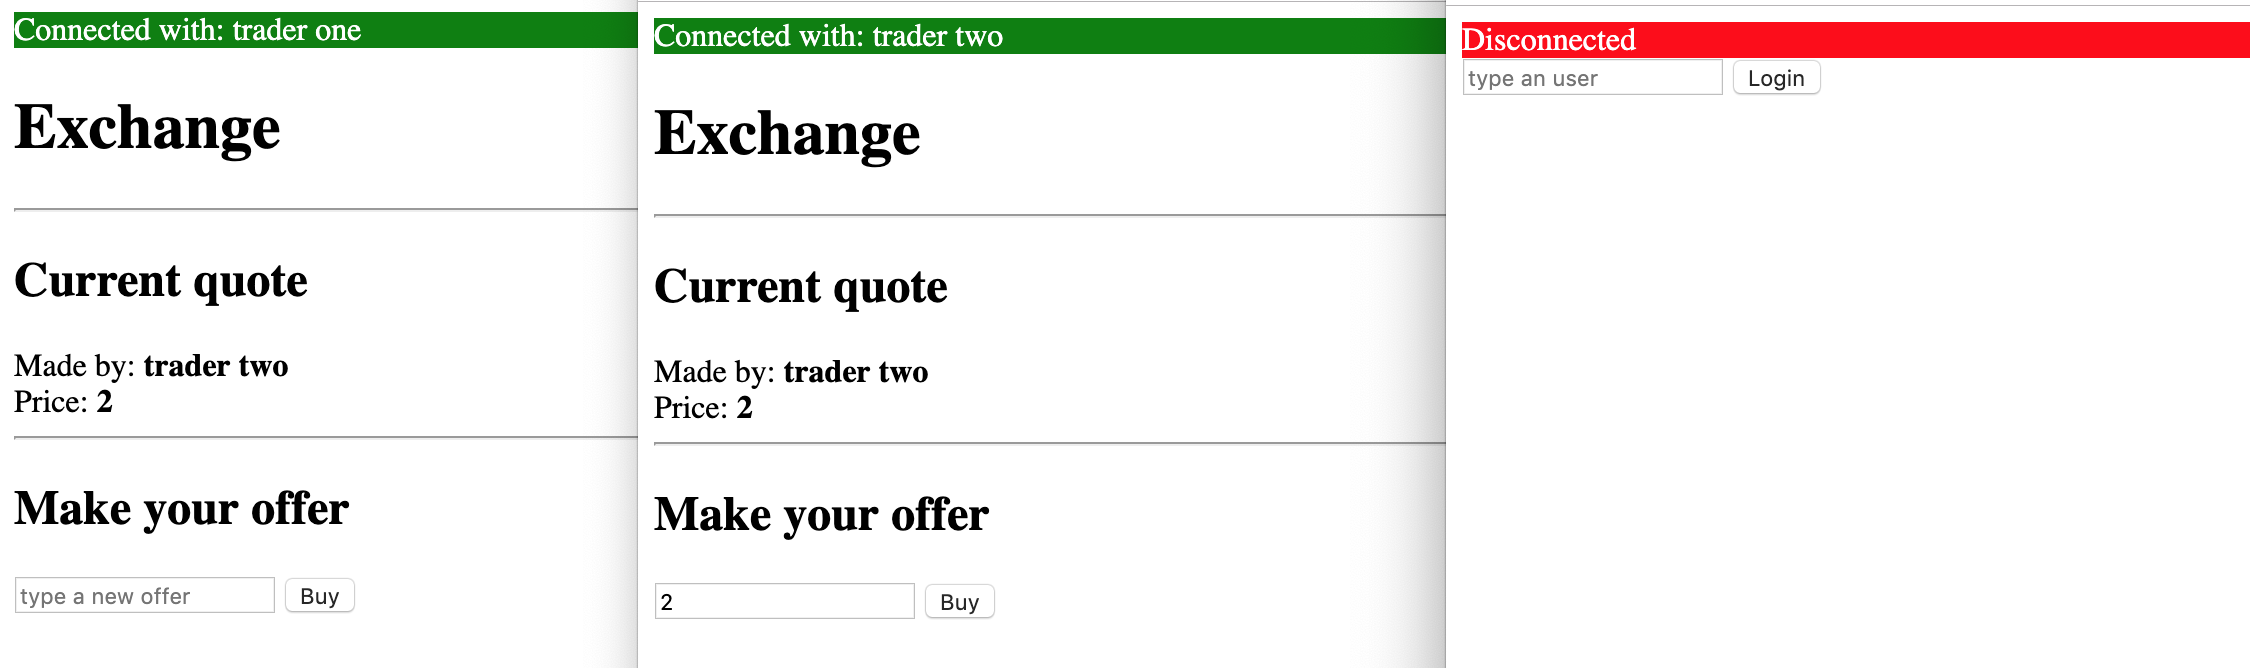 Connected with: trader one
Exchange
Current quote
Made by: trader two
Price: 2
Make your offer
type a new offer
Buy
Connected with: trader two
Exchange
Current quote
Made by: trader two
Price: 2
Make your offer
2
Buy
Disconnected
type an user
Login